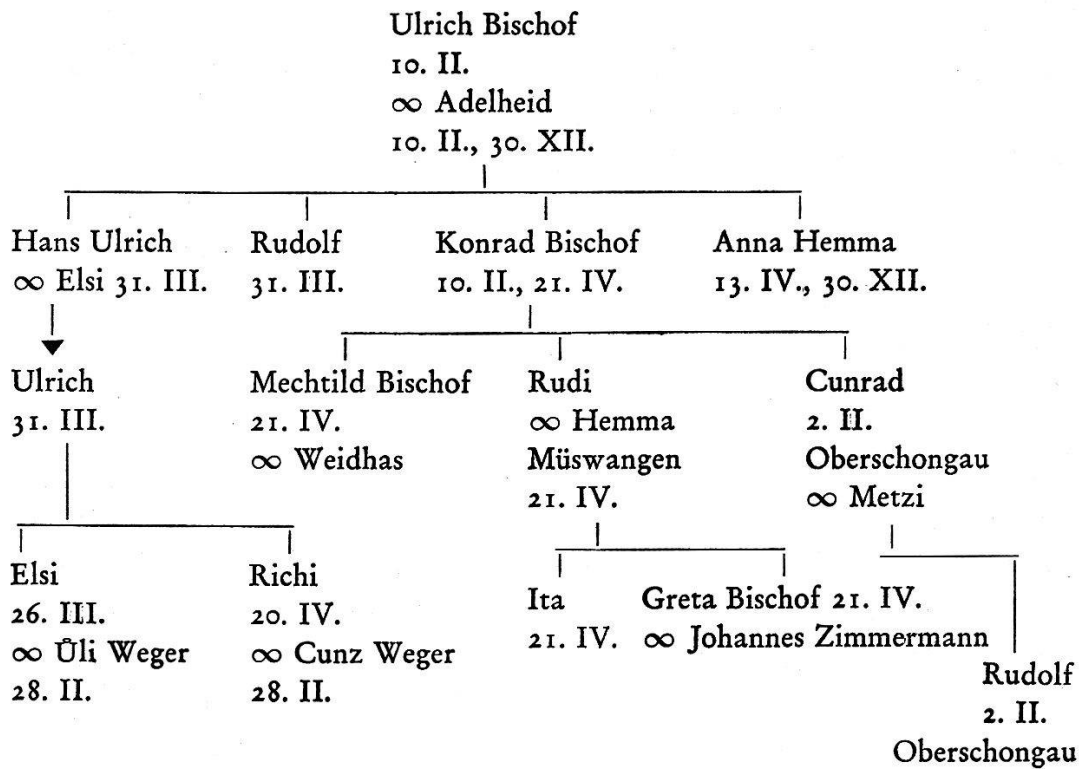 Ulrich Bischof
10. II.
∞ Adelheid
10. II., 30. XII.
Hans Ulrich
∞ Elsi 31. III.
Rudolf
31. III.
Konrad Bischof
10. II., 21. IV.
Anna Hemma
13. IV., 30. XII.
Ulrich
31. III.
Mechtild Bischof
21. IV.
∞ Weidhas
Rudi
∞ Hemma
Müswangen
21. IV.
Cunrad
2. II.
Oberschongau
∞ Metzi
Elsi
26. III.
∞ Ůli Weger
28. II.
Richi
20. IV.
∞ Cunz Weger
28. II.
Ita
21. IV.
Greta Bischof 21. IV.
∞ Johannes Zimmermann
Rudolf
2. II.
Oberschongau